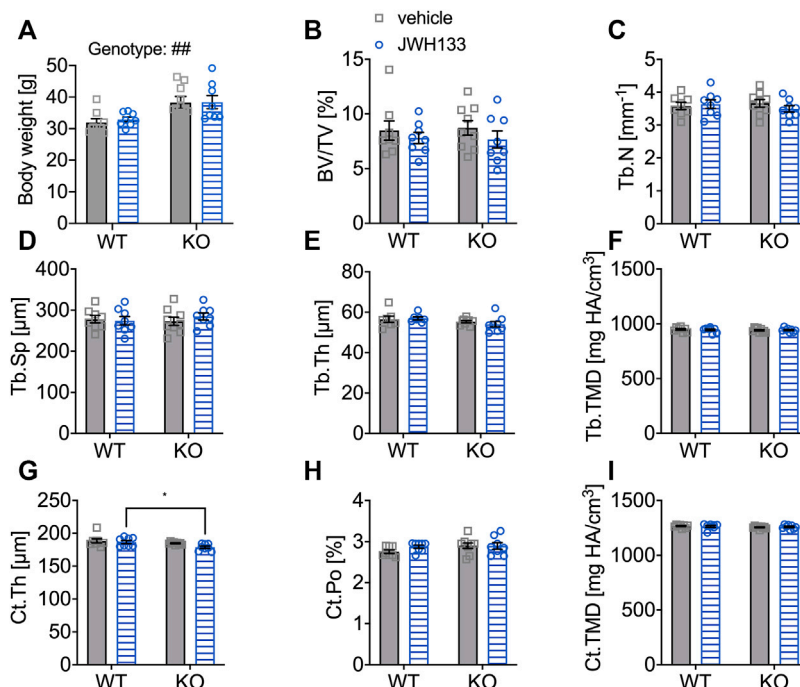 A
Genotype: ##
Body weight [g]
50
40
30
20
10
0
WT
KO
B
vehicle
JWH133
BV/TV [%]
15
10
5
0
WT
KO
C
Tb.N [mm-1]
5
4
3
2
1
0
WT
KO
D
Tb.Sp [µm]
400
300
200
100
0
WT
KO
E
Tb.Th [µm]
80
60
40
20
0
WT
KO
F
Tb.TMD [mg HA/cm3]
1500
1000
500
0
WT
KO
G
Ct.Th [µm]
250
200
150
100
50
0
*
WT
KO
H
Ct.Po [%]
4
3
2
1
0
WT
KO
I
Ct.TMD [mg HA/cm3]
1500
1000
500
0
WT
KO